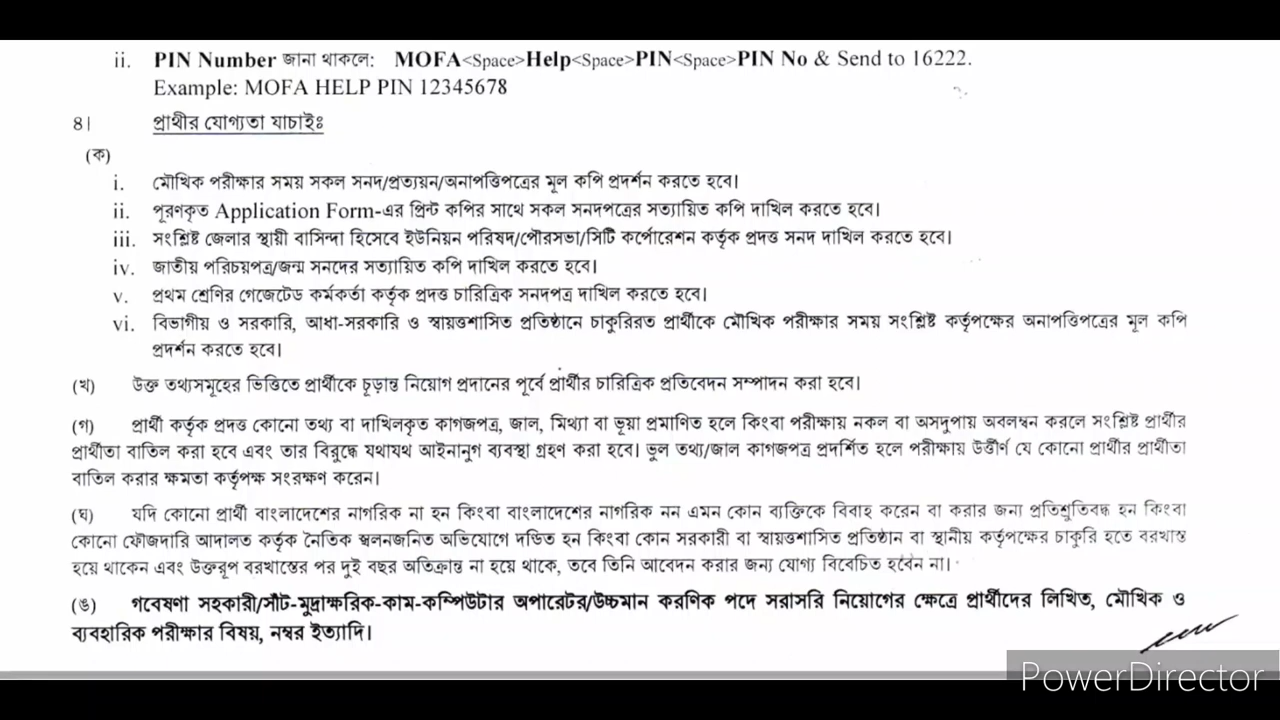 ii. PIN Number জানা থাকলে: MOFA<Space>Help<Space>PIN<Space>PIN No & Send to 16222.
Example: MOFA HELP PIN 12345678
৪। প্রার্থীর যোগ্যতা যাচাইঃ
(ক)
i. মৌখিক পরীক্ষার সময় সকল সনদ/প্রত্যয়ন/অনাপত্তিপত্রের মূল কপি প্রদর্শন করতে হবে।
ii. পূরণকৃত Application Form-এর প্রিন্ট কপির সাথে সকল সনদপত্রের সত্যায়িত কপি দাখিল করতে হবে।
iii. সংশ্লিষ্ট জেলার স্থায়ী বাসিন্দা হিসেবে ইউনিয়ন পরিষদ/পৌরসভা/সিটি কর্পোরেশন কর্তৃক প্রদত্ত সনদ দাখিল করতে হবে।
iv. জাতীয় পরিচয়পত্র/জন্ম সনদের সত্যায়িত কপি দাখিল করতে হবে।
v. প্রথম শ্রেণির গেজেটেড কর্মকর্তা কর্তৃক প্রদত্ত চারিত্রিক সনদপত্র দাখিল করতে হবে।
vi. বিভাগীয় ও সরকারি, আধা-সরকারি ও স্বায়ত্তশাসিত প্রতিষ্ঠানে চাকুরিরত প্রার্থীকে মৌখিক পরীক্ষার সময় সংশ্লিষ্ট কর্তৃপক্ষের অনাপত্তিপত্রের মূল কপি
প্রদর্শন করতে হবে।
(খ) উক্ত তথ্যসমূহের ভিত্তিতে প্রার্থীকে চূড়ান্ত নিয়োগ প্রদানের পূর্বে প্রার্থীর চারিত্রিক প্রতিবেদন সম্পাদন করা হবে।
(গ) প্রার্থী কর্তৃক প্রদত্ত কোনো তথ্য বা দাখিলকৃত কাগজপত্র, জাল, মিথ্যা বা ভূয়া প্রমাণিত হলে কিংবা পরীক্ষায় নকল বা অসদুপায় অবলম্বন করলে সংশ্লিষ্ট প্রার্থীর
প্রার্থীতা বাতিল করা হবে এবং তার বিরুদ্ধে যথাযথ আইনানুগ ব্যবস্থা গ্রহণ করা হবে। ভুল তথ্য/জাল কাগজপত্র প্রদর্শিত হলে পরীক্ষায় উত্তীর্ণ যে কোনো প্রার্থীর প্রার্থীতা
বাতিল করার ক্ষমতা কর্তৃপক্ষ সংরক্ষণ করেন।
(ঘ) যদি কোনো প্রার্থী বাংলাদেশের নাগরিক না হন কিংবা বাংলাদেশের নাগরিক নন এমন কোন ব্যক্তিকে বিবাহ করেন বা করার জন্য প্রতিশ্রুতিবদ্ধ হন কিংবা
কোনো ফৌজদারি আদালত কর্তৃক নৈতিক স্খলনজনিত অভিযোগে দন্ডিত হন কিংবা কোন সরকারী বা স্বায়ত্তশাসিত প্রতিষ্ঠান বা স্থানীয় কর্তৃপক্ষের চাকুরি হতে বরখাস্ত
হয়ে থাকেন এবং উক্তরূপ বরখাস্তের পর দুই বছর অতিক্রান্ত না হয়ে থাকে, তবে তিনি আবেদন করার জন্য যোগ্য বিবেচিত হবেন না।
(ঙ) গবেষণা সহকারী/সাঁট-মুদ্রাক্ষরিক-কাম-কম্পিউটার অপারেটর/উচ্চমান করণিক পদে সরাসরি নিয়োগের ক্ষেত্রে প্রার্থীদের লিখিত, মৌখিক ও
ব্যবহারিক পরীক্ষার বিষয়, নম্বর ইত্যাদি।
PowerDirector